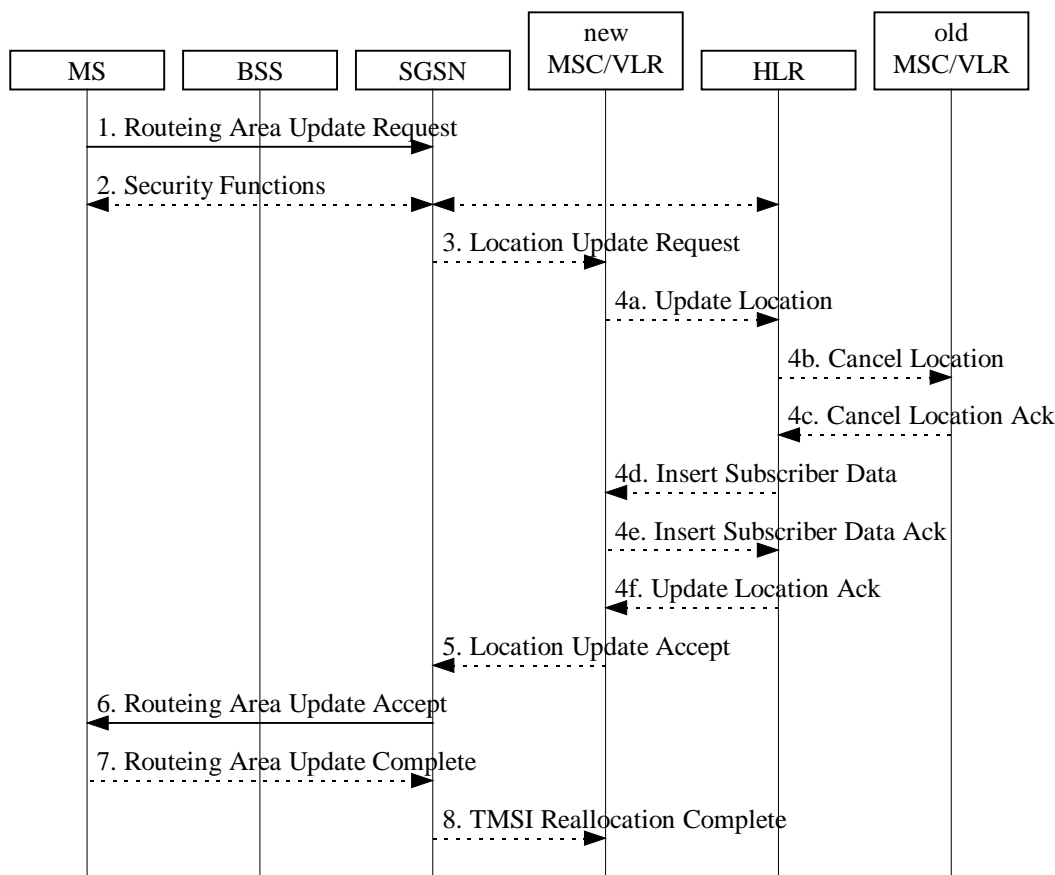 new
old
MS
BSS
SGSN
MSC/VLR
HLR
MSC/VLR
1. Routeing Area Update Request
2. Security Functions
3. Location Update Request
4a. Update Location
4b. Cancel Location
4c. Cancel Location Ack
4d. Insert Subscriber Data
4e. Insert Subscriber Data Ack
4f. Update Location Ack
5. Location Update Accept
6. Routeing Area Update Accept
7. Routeing Area Update Complete
8. TMSI Reallocation Complete